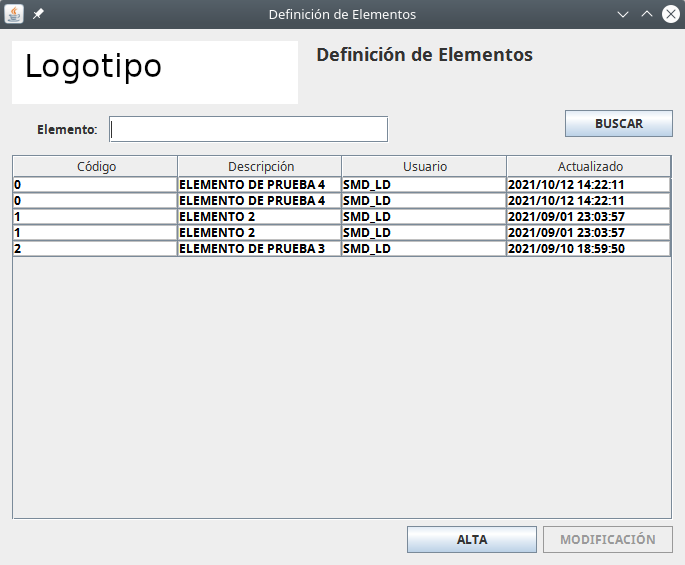 Definición de Elementos
Logotipo
Definición de Elementos
Elemento:
BUSCAR
Código Descripción Usuario Actualizado
0 ELEMENTO DE PRUEBA 4 SMD_LD 2021/10/12 14:22:11
0 ELEMENTO DE PRUEBA 4 SMD_LD 2021/10/12 14:22:11
1 ELEMENTO 2 SMD_LD 2021/09/01 23:03:57
1 ELEMENTO 2 SMD_LD 2021/09/01 23:03:57
2 ELEMENTO DE PRUEBA 3 SMD_LD 2021/09/10 18:59:50
ALTA MODIFICACIÓN